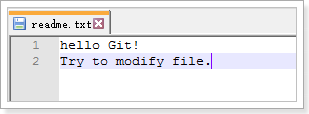 readme.txt
1 hello Git!
2 Try to modify file.